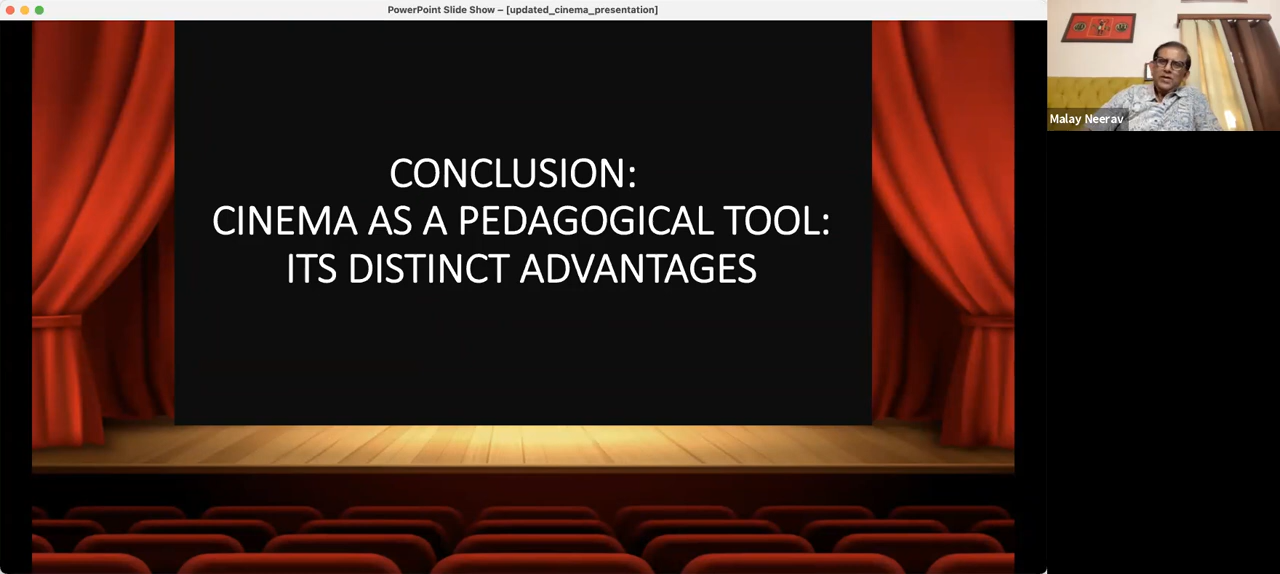 PowerPoint Slide Show – [updated_cinema_presentation]
CONCLUSION:
CINEMA AS A PEDAGOGICAL TOOL:
ITS DISTINCT ADVANTAGES
Malay Neerav